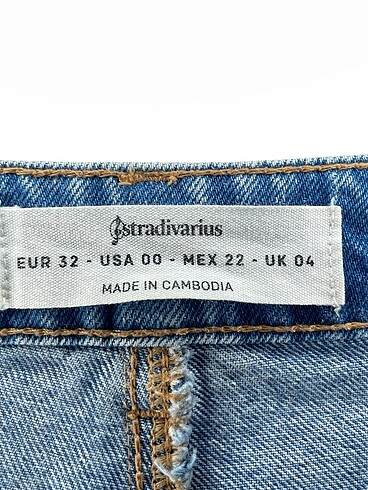 stradivarius
EUR 32 - USA 00 - MEX 22 - UK 04
MADE IN CAMBODIA